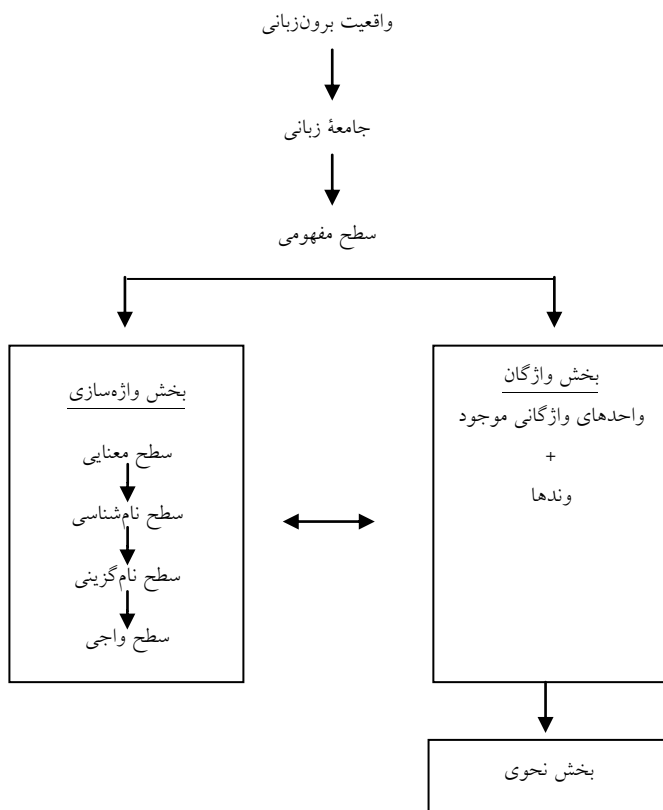 واقعیت برون‌زبانی
جامعۀ زبانی
سطح مفهومی
بخش واژگان
واحدهای واژگانی موجود
+
وندها
بخش واژه‌سازی
سطح معنایی
سطح نام‌شناسی
سطح نام‌گزینی
سطح واجی
بخش نحوی